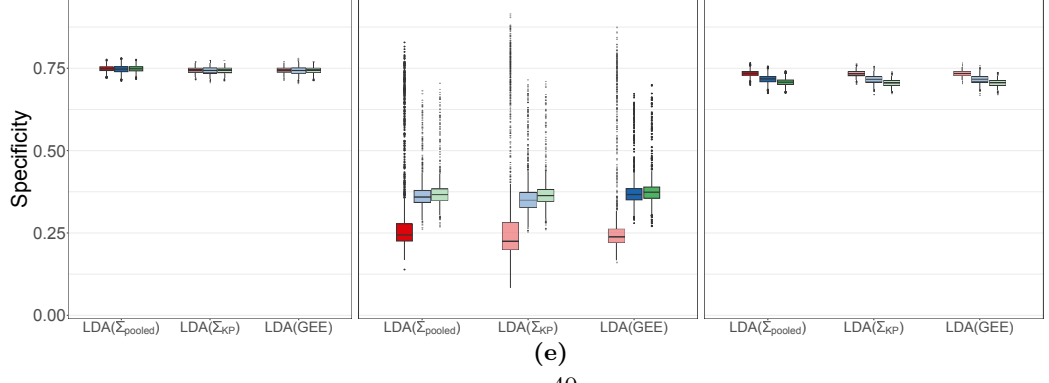 Specificity
0.75
0.50
0.25
0.00
LDA(Σ̂pooled) LDA(Σ̂KP) LDA(GEE) LDA(Σ̂pooled) LDA(Σ̂KP) LDA(GEE) LDA(Σ̂pooled) LDA(Σ̂KP) LDA(GEE)
(e)